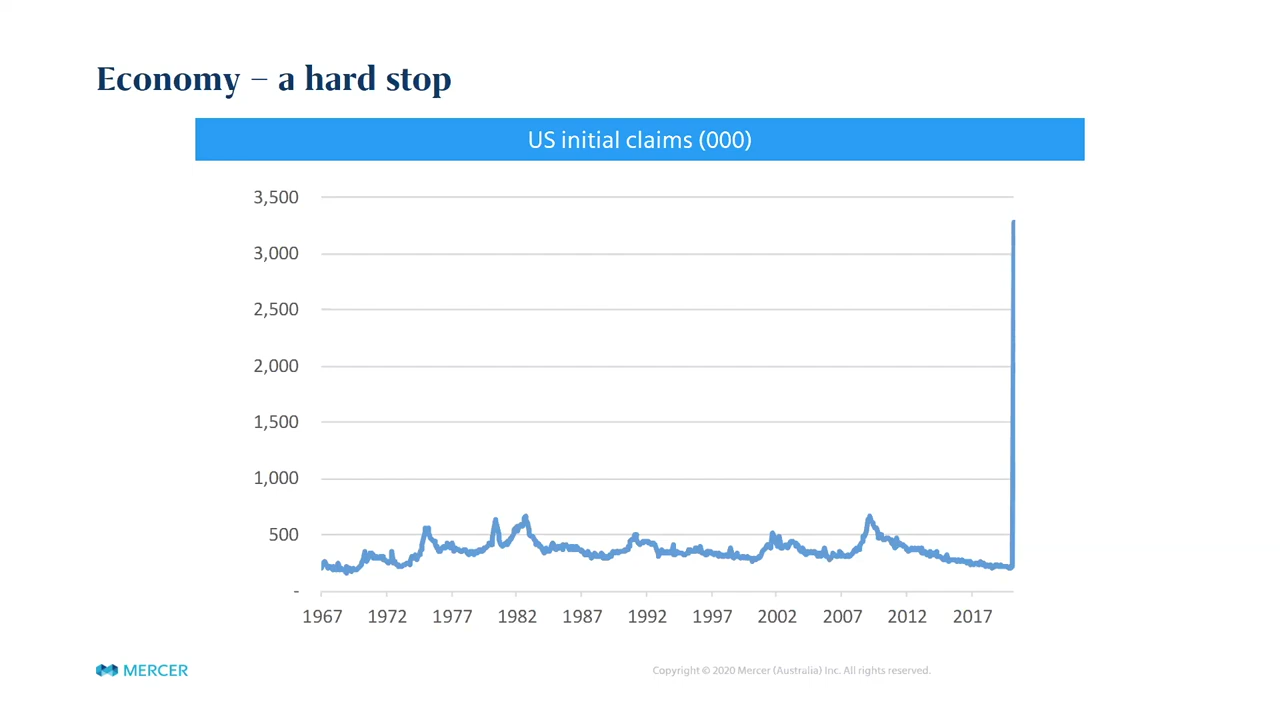 Economy – a hard stop
US initial claims (000)
3,500
3,000
2,500
2,000
1,500
1,000
500
-
1967 1972 1977 1982 1987 1992 1997 2002 2007 2012 2017
MERCER
Copyright © 2020 Mercer (Australia) Inc. All rights reserved.